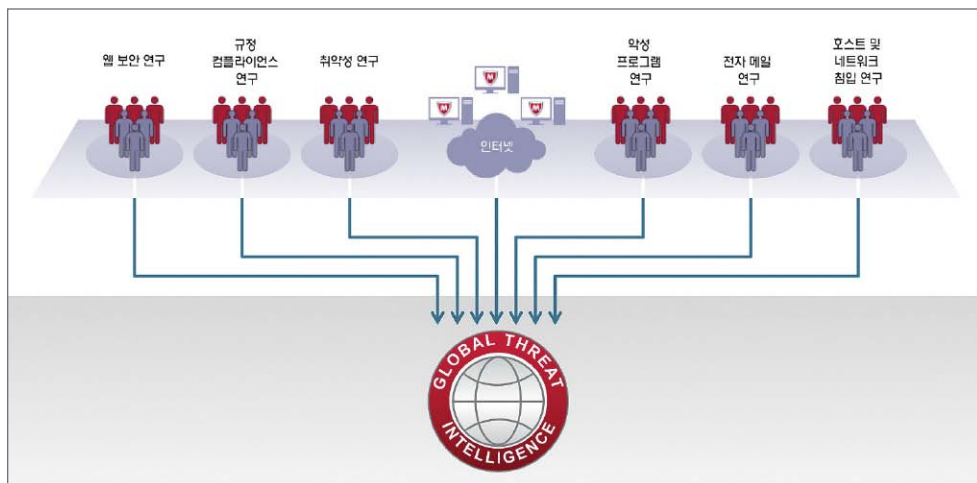 웹 보안 연구
규정
컴플라이언스
연구
취약성 연구
인터넷
악성
프로그램
연구
전자 메일
연구
호스트 및
네트워크
침입 연구
M
M
M
GLOBAL THREAT
INTELLIGENCE